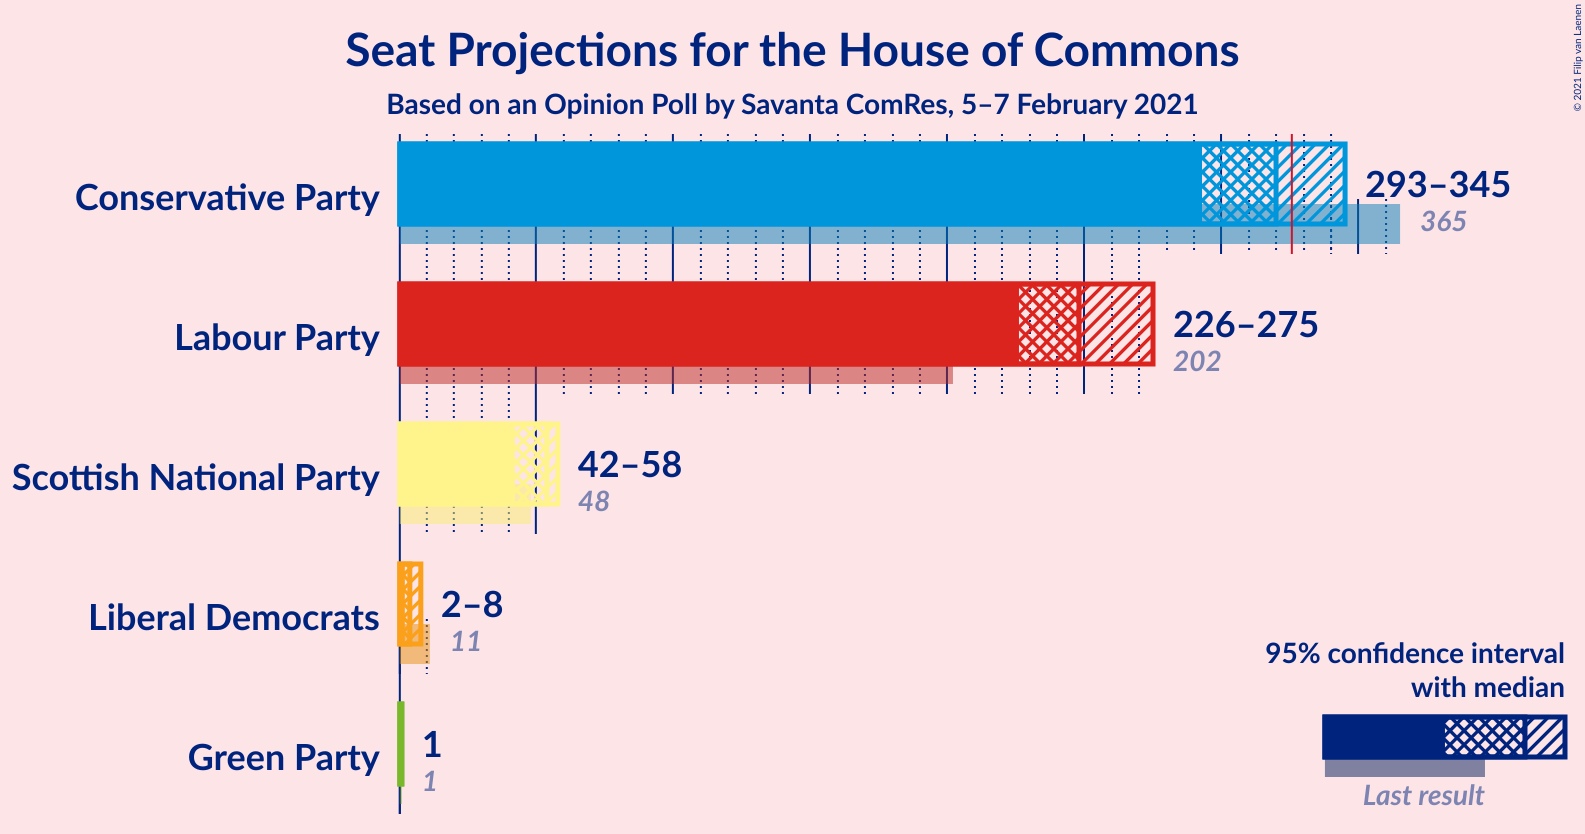 Seat Projections for the House of Commons
Based on an Opinion Poll by Savanta ComRes, 5–7 February 2021
© 2021 Filip van Laenen
Conservative Party
293–345
365
Labour Party
226–275
202
Scottish National Party
42–58
48
Liberal Democrats
2–8
11
Green Party
1
1
95% confidence interval
with median
Last result